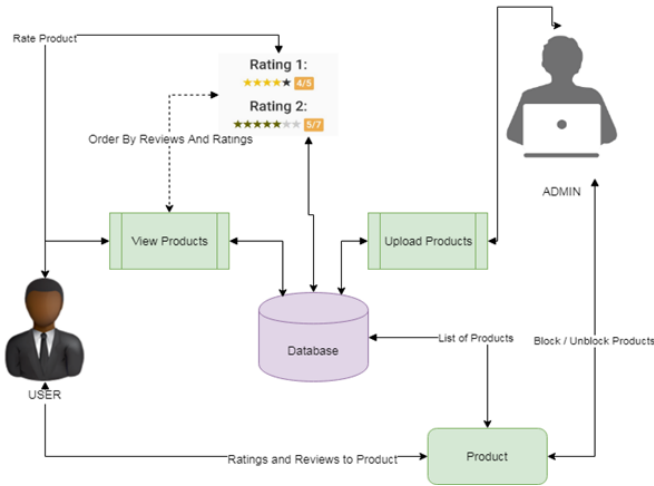 Rate Product
Rating 1:
4/5
Rating 2:
5/7
Order By Reviews And Ratings
ADMIN
View Products
Upload Products
Database
List of Products
Block / Unblock Products
USER
Ratings and Reviews to Product
Product